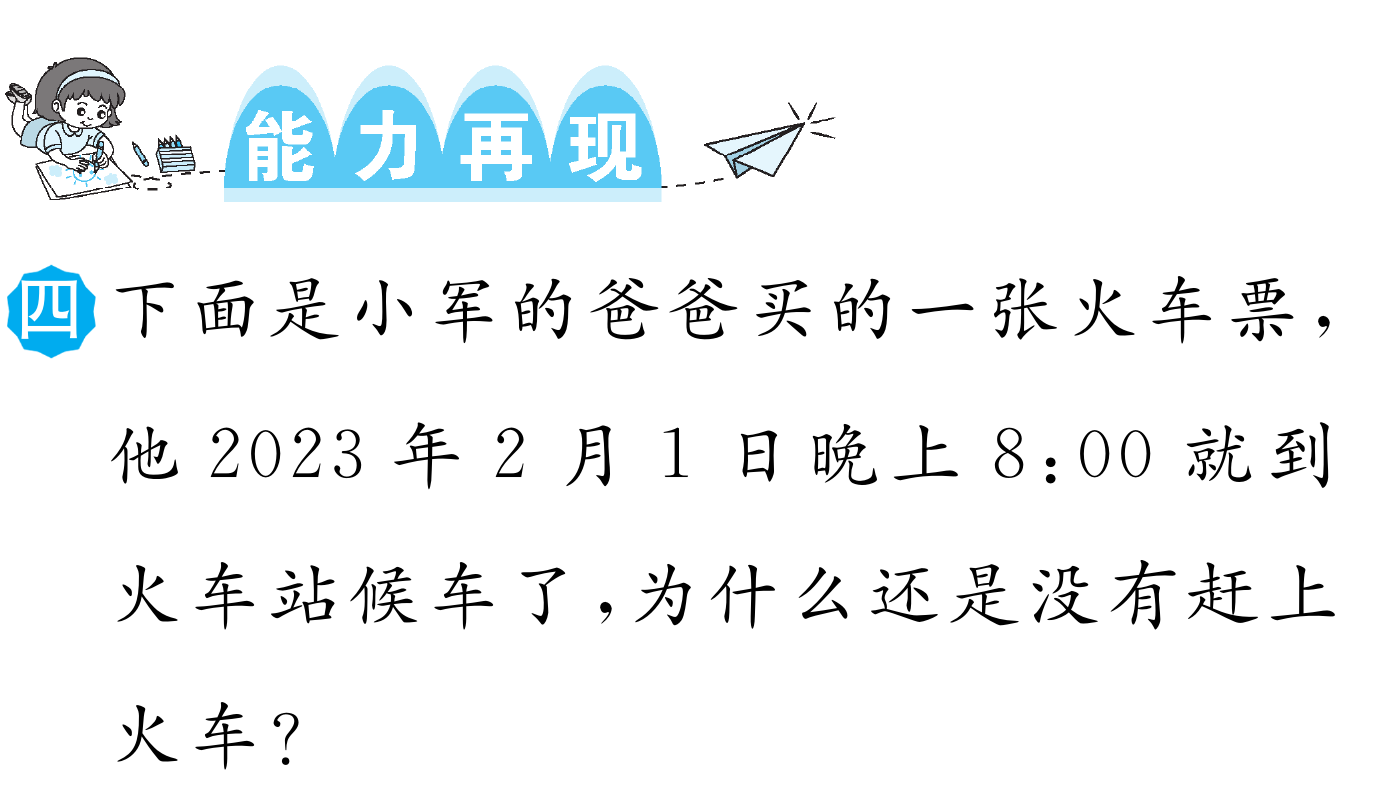 能力再现
四 下面是小军的爸爸买的一张火车票，
他 2023 年 2 月 1 日晚上 8:00 就到
火车站候车了，为什么还是没有赶上
火车？